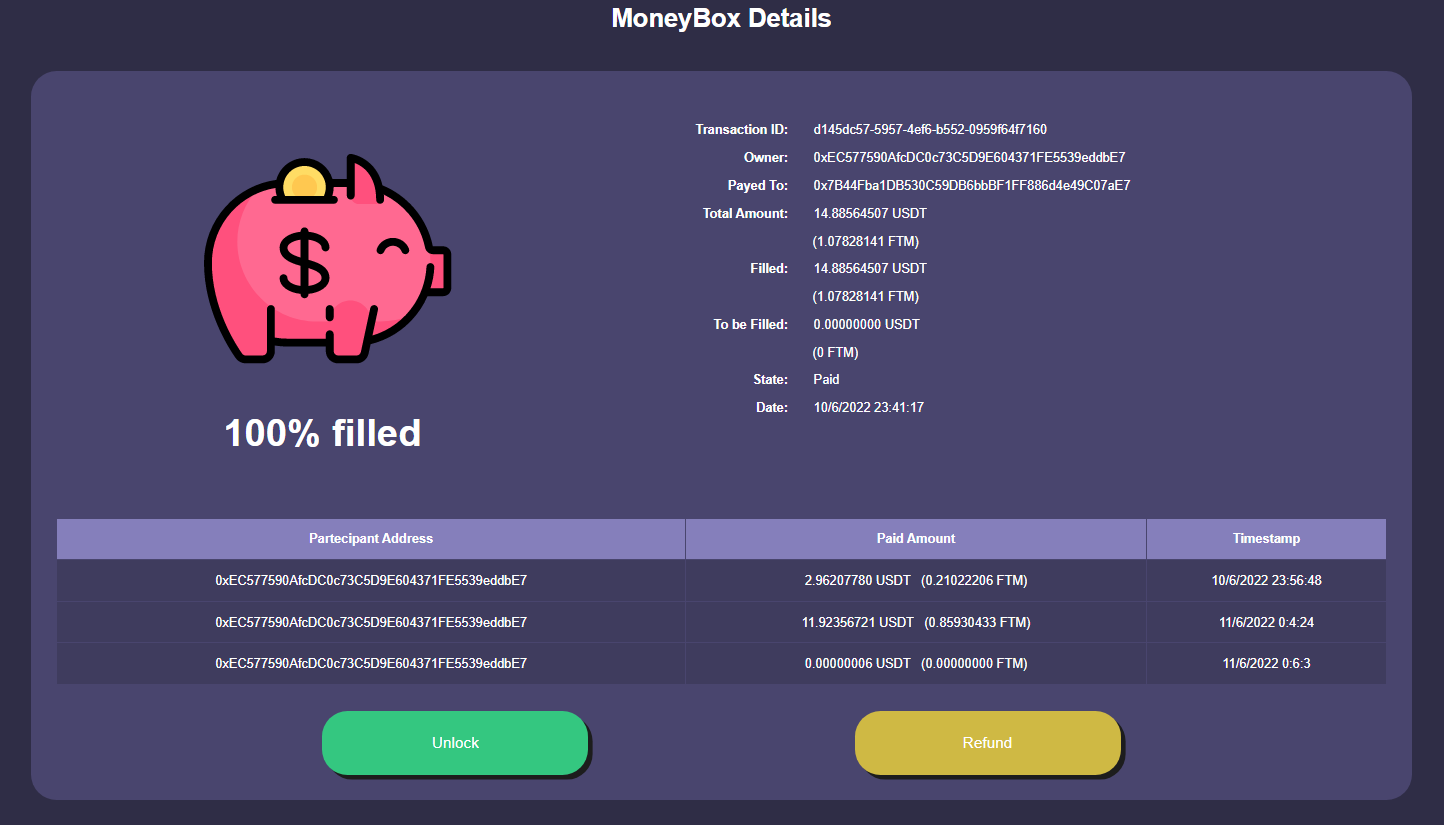 MoneyBox Details
Transaction ID: d145dc57-5957-4ef6-b552-0959f64f7160
Owner: 0xEC577590AfcDC0c73C5D9E604371FE5539eddbE7
Payed To: 0x7B44Fba1DB530C59DB6bbBF1FF886d4e49C07aE7
Total Amount: 14.88564507 USDT
(1.07828141 FTM)
Filled: 14.88564507 USDT
(1.07828141 FTM)
To be Filled: 0.00000000 USDT
(0 FTM)
State: Paid
Date: 10/6/2022 23:41:17
$
100% filled
Partecipant Address Paid Amount Timestamp
0xEC577590AfcDC0c73C5D9E604371FE5539eddbE7 2.96207780 USDT (0.21022206 FTM) 10/6/2022 23:56:48
0xEC577590AfcDC0c73C5D9E604371FE5539eddbE7 11.92356721 USDT (0.85930433 FTM) 11/6/2022 0:4:24
0xEC577590AfcDC0c73C5D9E604371FE5539eddbE7 0.00000006 USDT (0.00000000 FTM) 11/6/2022 0:6:3
Unlock Refund